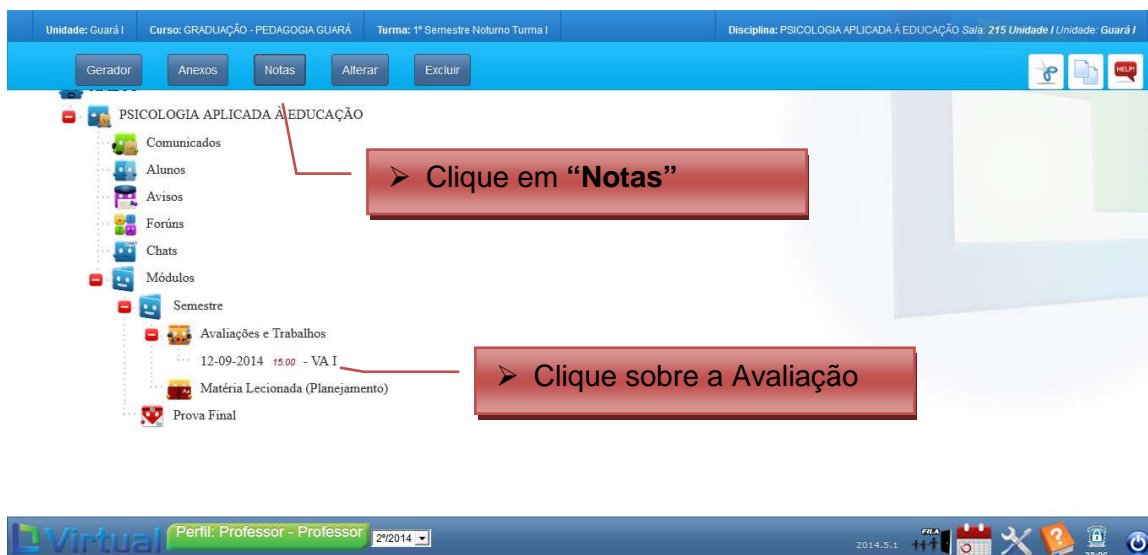 Unidade: Guará I Curso: GRADUAÇÃO - PEDAGOGIA GUARÁ Turma: 1º Semestre Noturno Turma I Disciplina: PSICOLOGIA APLICADA À EDUCAÇÃO Sala: 215 Unidade I Unidade: Guará I
Gerador Anexos Notas Alterar Excluir HELP!
PSICOLOGIA APLICADA À EDUCAÇÃO
Comunicados
Alunos
➢ Clique em “Notas”
Avisos
Forúns
CHAT
Chats
Módulos
Semestre
Avaliações e Trabalhos
12-09-2014 15.00 - VA I
➢ Clique sobre a Avaliação
Matéria Lecionada (Planejamento)
Prova Final
Virtual Perfil: Professor - Professor 2º/2014 2014.5.1 FILA